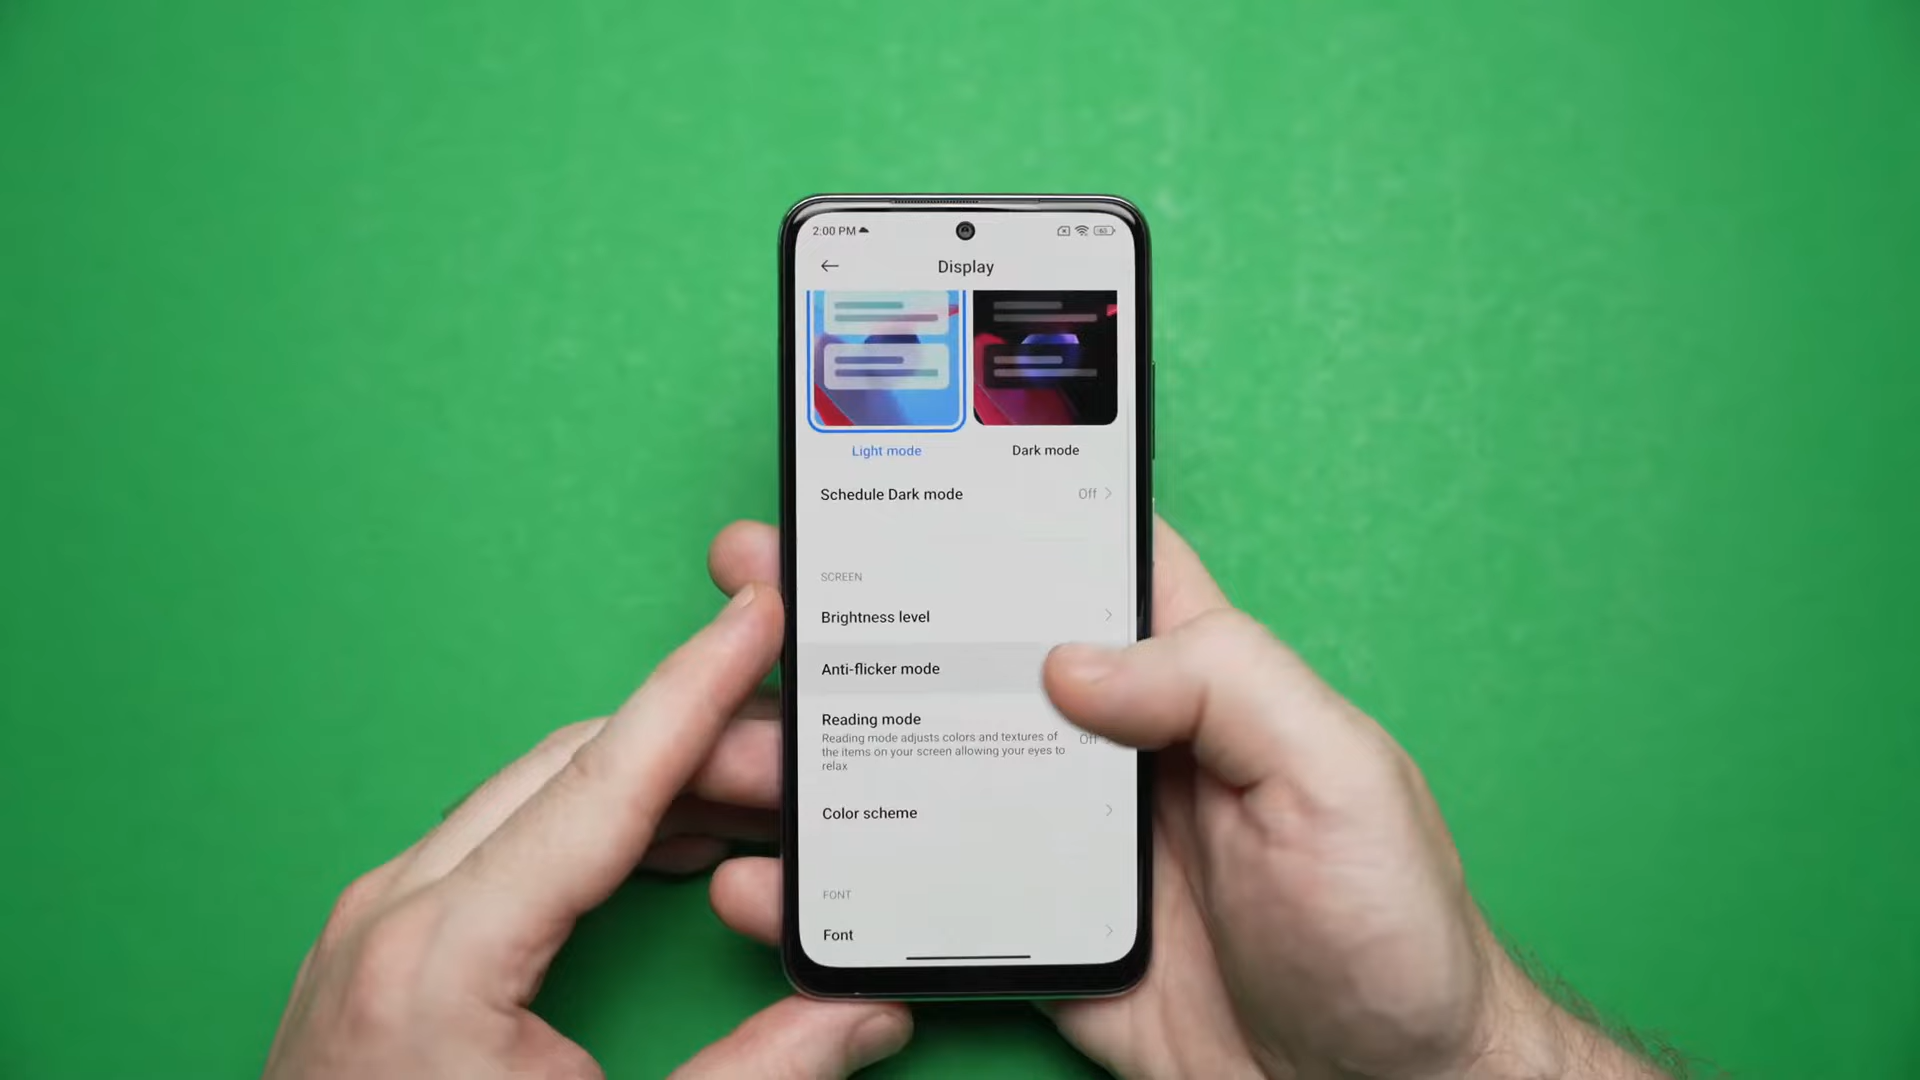 2:00 PM
63
Display
Light mode
Dark mode
Schedule Dark mode
Off
SCREEN
Brightness level
Anti-flicker mode
Reading mode
Reading mode adjusts colors and textures of
the items on your screen allowing your eyes to
relax
Off
Color scheme
FONT
Font